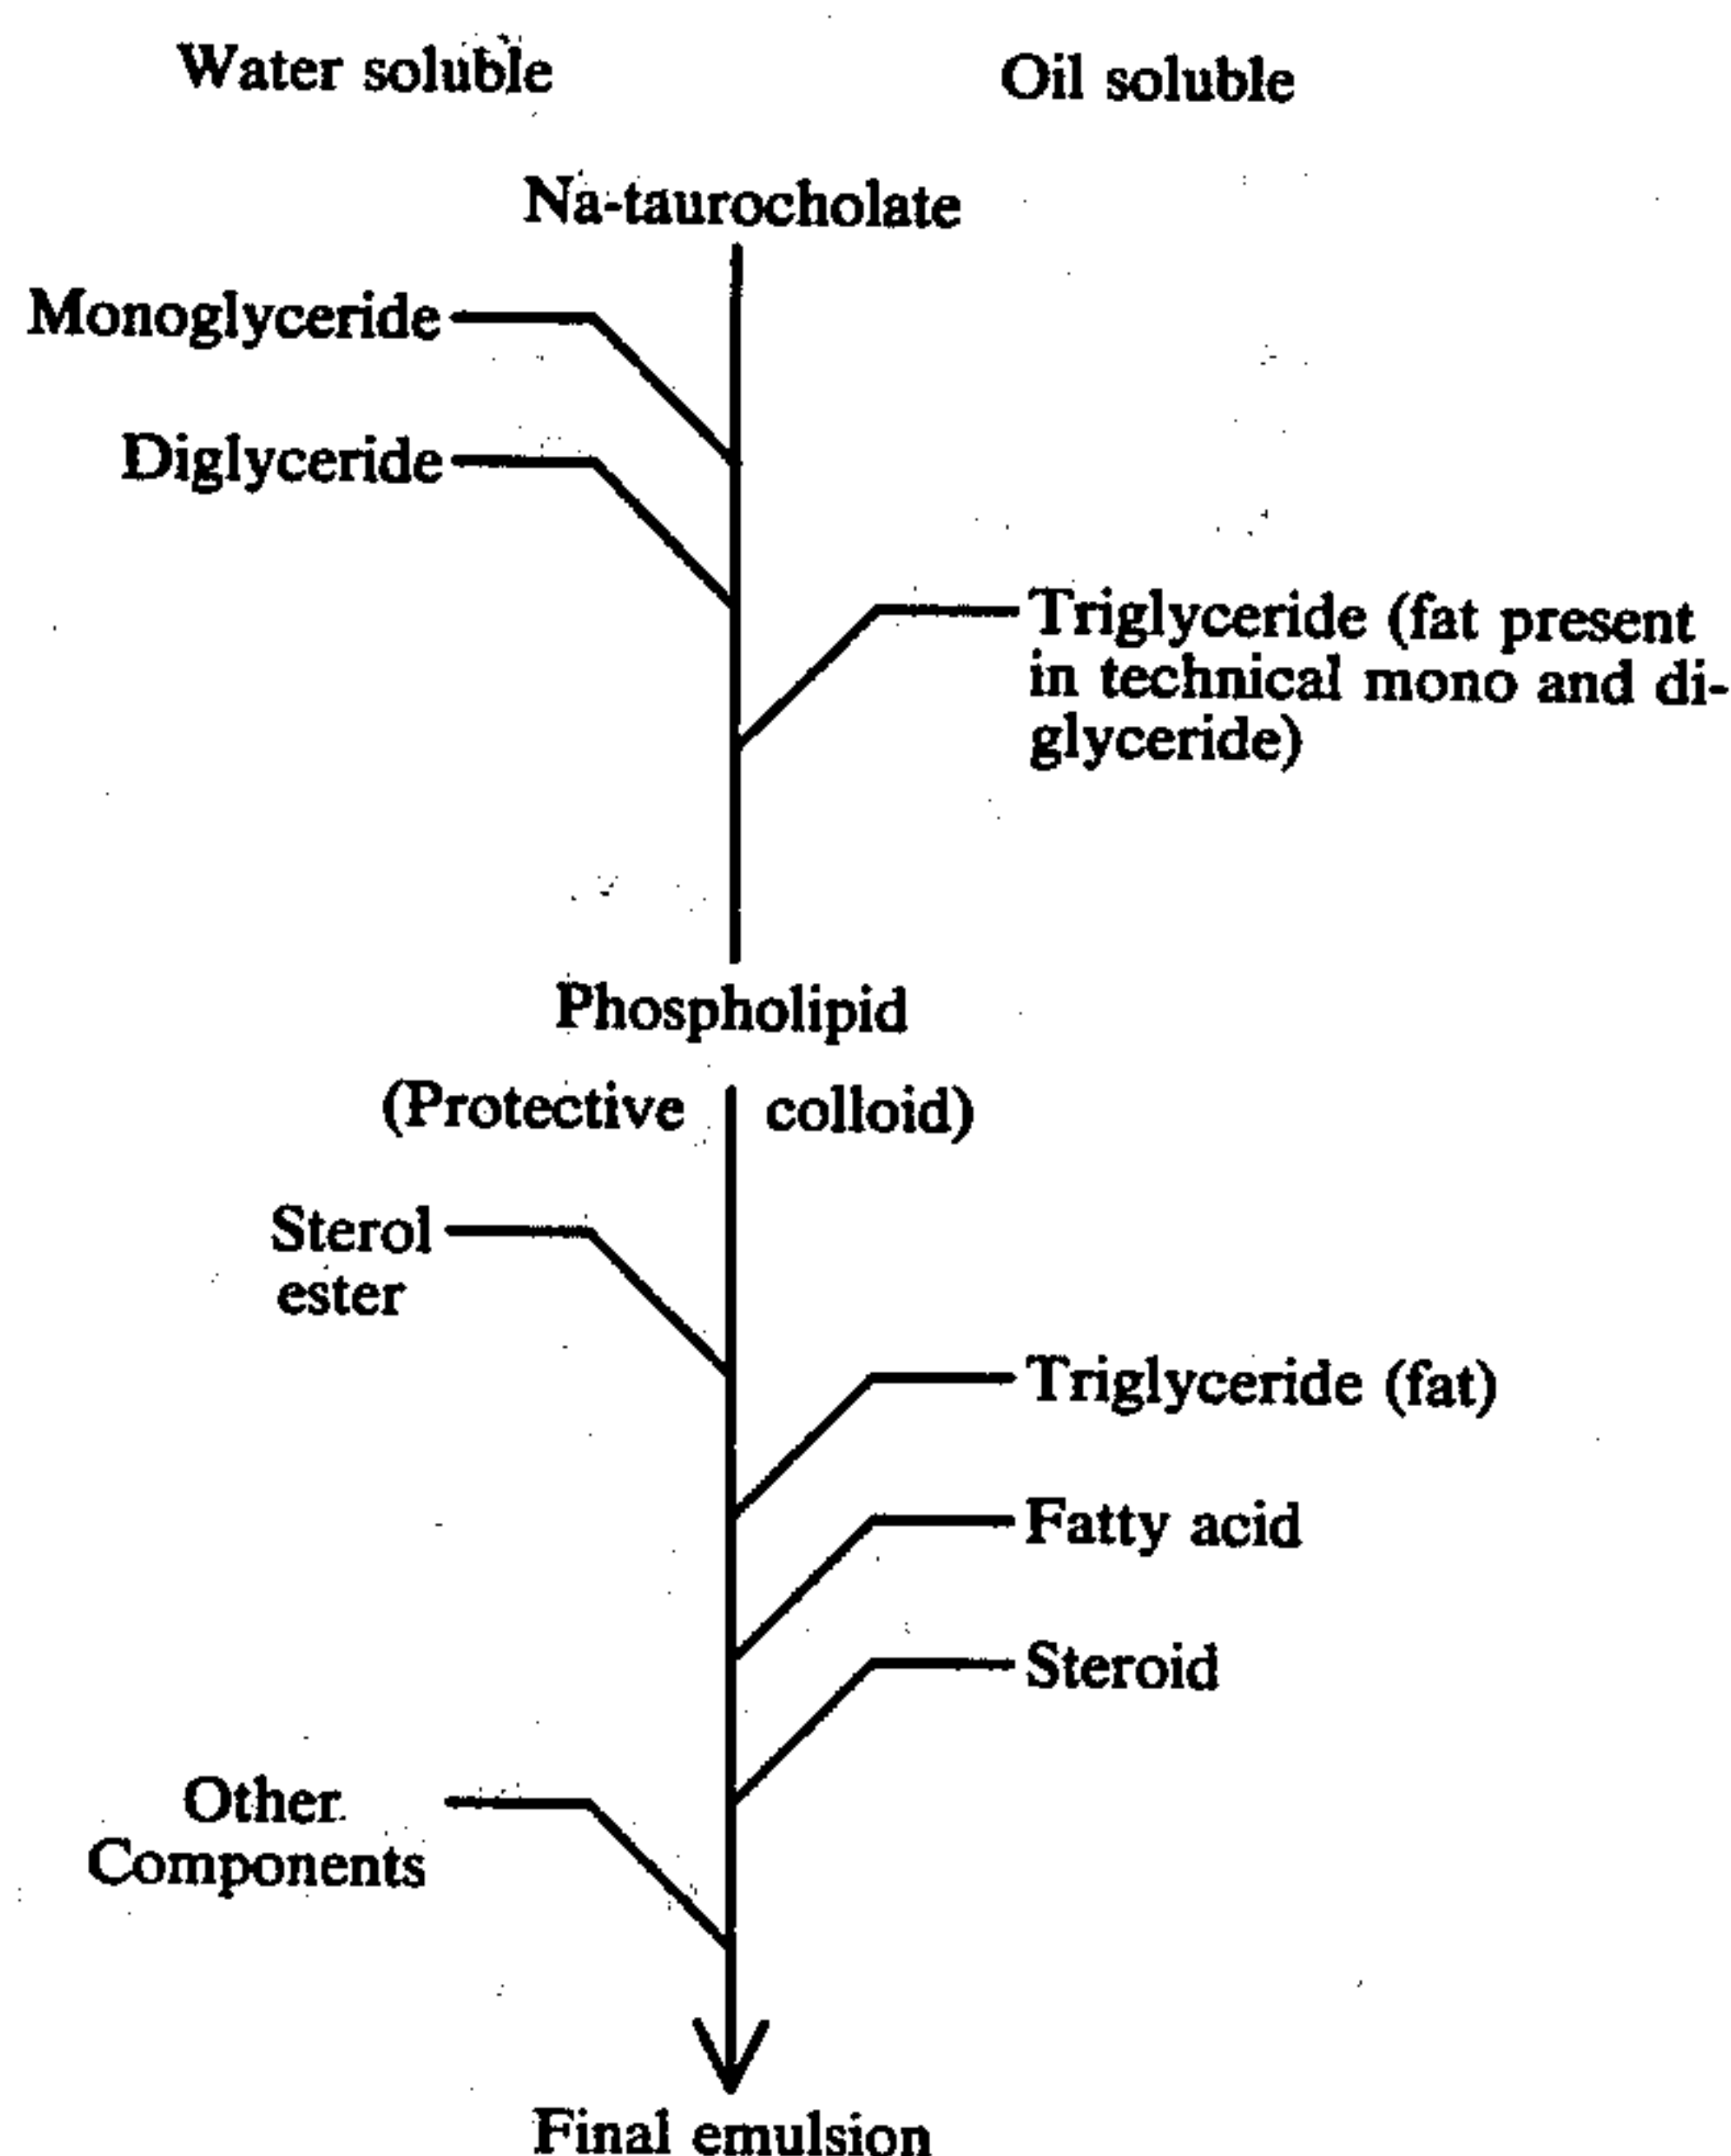 Water soluble
Oil soluble
Na-taurocholate
Monoglyceride
Diglyceride
Triglyceride (fat present
in technical mono and di-
glyceride)
Phospholipid
(Protective colloid)
Sterol
ester
Triglyceride (fat)
Fatty acid
Steroid
Other
Components
Final emulsion